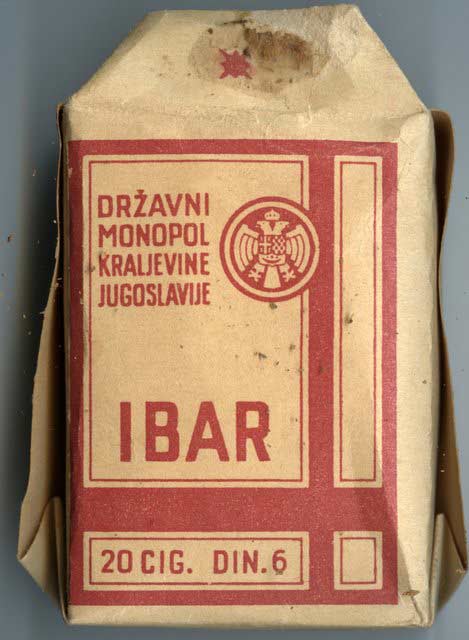 DRŽAVNI
MONOPOL
KRALJEVINE
JUGOSLAVIJE
IBAR
20 CIG. DIN. 6